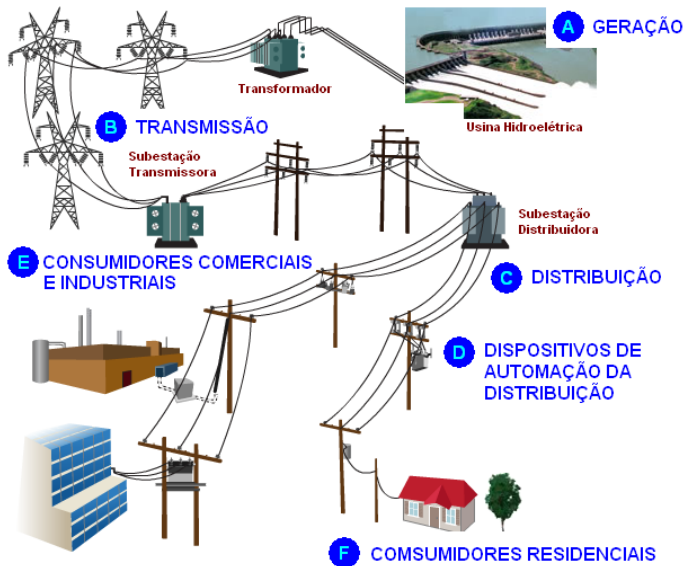 A GERAÇÃO
Transformador
Usina Hidroelétrica
B TRANSMISSÃO
Subestação
Transmissora
Subestação
Distribuidora
E CONSUMIDORES COMERCIAIS
E INDUSTRIAIS
C DISTRIBUIÇÃO
D DISPOSITIVOS DE
AUTOMAÇÃO DA
DISTRIBUIÇÃO
F COMSUMIDORES RESIDENCIAIS